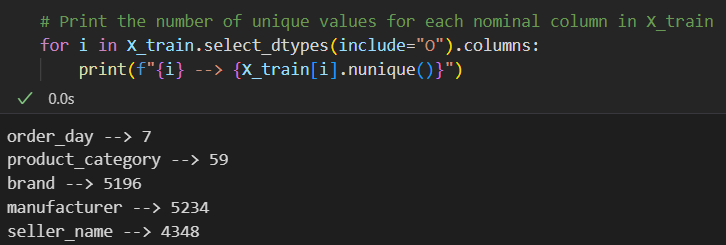 # Print the number of unique values for each nominal column in X_train
for i in X_train.select_dtypes(include="O").columns:
    print(f"{i} --> {X_train[i].nunique()}")
✓ 0.0s
order_day --> 7
product_category --> 59
brand --> 5196
manufacturer --> 5234
seller_name --> 4348